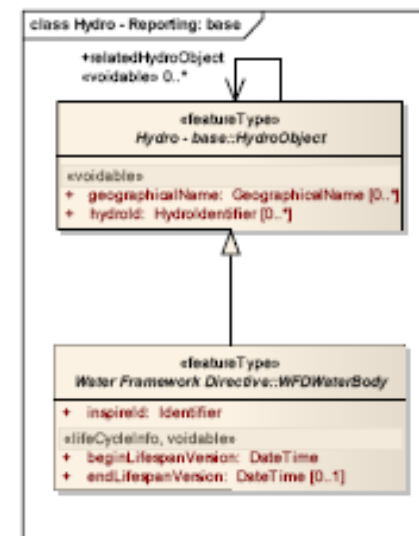 class Hydro - Reporting: base
+relatedHydroObject
«voidable» 0..*
«featureType»
Hydro - base::HydroObject
«voidable»
+ geographicalName: GeographicalName [0..*]
+ hydroId: HydroIdentifier [0..*]
«featureType»
Water Framework Directive::WFDWaterBody
+ inspireId: Identifier
«lifeCycleInfo, voidable»
+ beginLifespanVersion: DateTime
+ endLifespanVersion: DateTime [0..1]